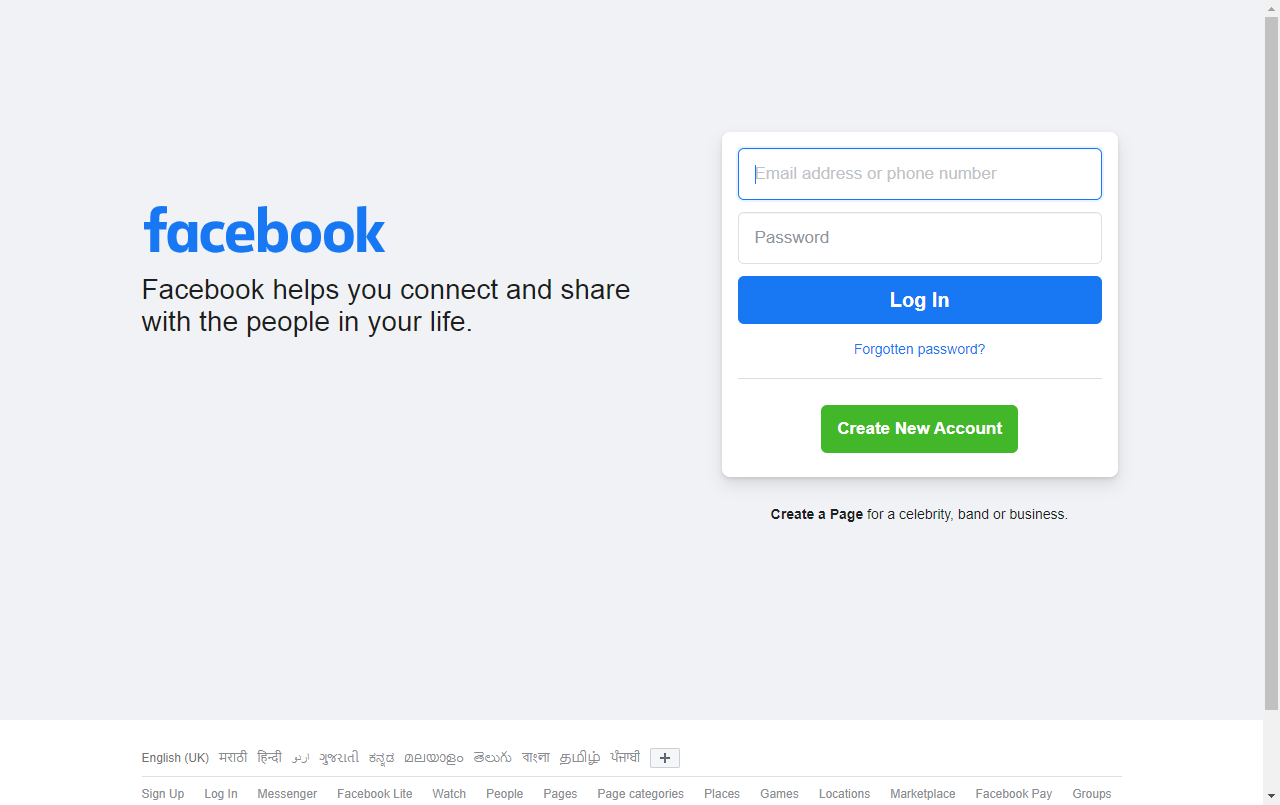 facebook
Facebook helps you connect and share
with the people in your life.
Email address or phone number
Password
Log In
Forgotten password?
Create New Account
Create a Page for a celebrity, band or business.
English (UK) मराठी हिन्दी اردو ગુજરાતી ಕನ್ನಡ മലയാളം తెలుగు বাংলা தமிழ் ਪੰਜਾਬੀ
Sign Up Log In Messenger Facebook Lite Watch People Pages Page categories Places Games Locations Marketplace Facebook Pay Groups